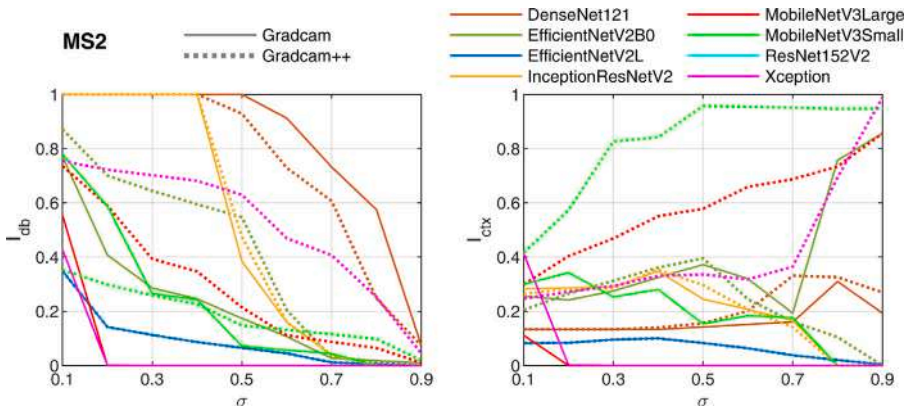 MS2
Gradcam
Gradcam++
DenseNet121
EfficientNetV2B0
EfficientNetV2L
InceptionResNetV2
MobileNetV3Large
MobileNetV3Small
ResNet152V2
Xception
1
0.8
0.6
0.4
0.2
0
I_db
0.1 0.3 0.5 0.7 0.9
σ
1
0.8
0.6
0.4
0.2
0
I_ctx
0.1 0.3 0.5 0.7 0.9
σ